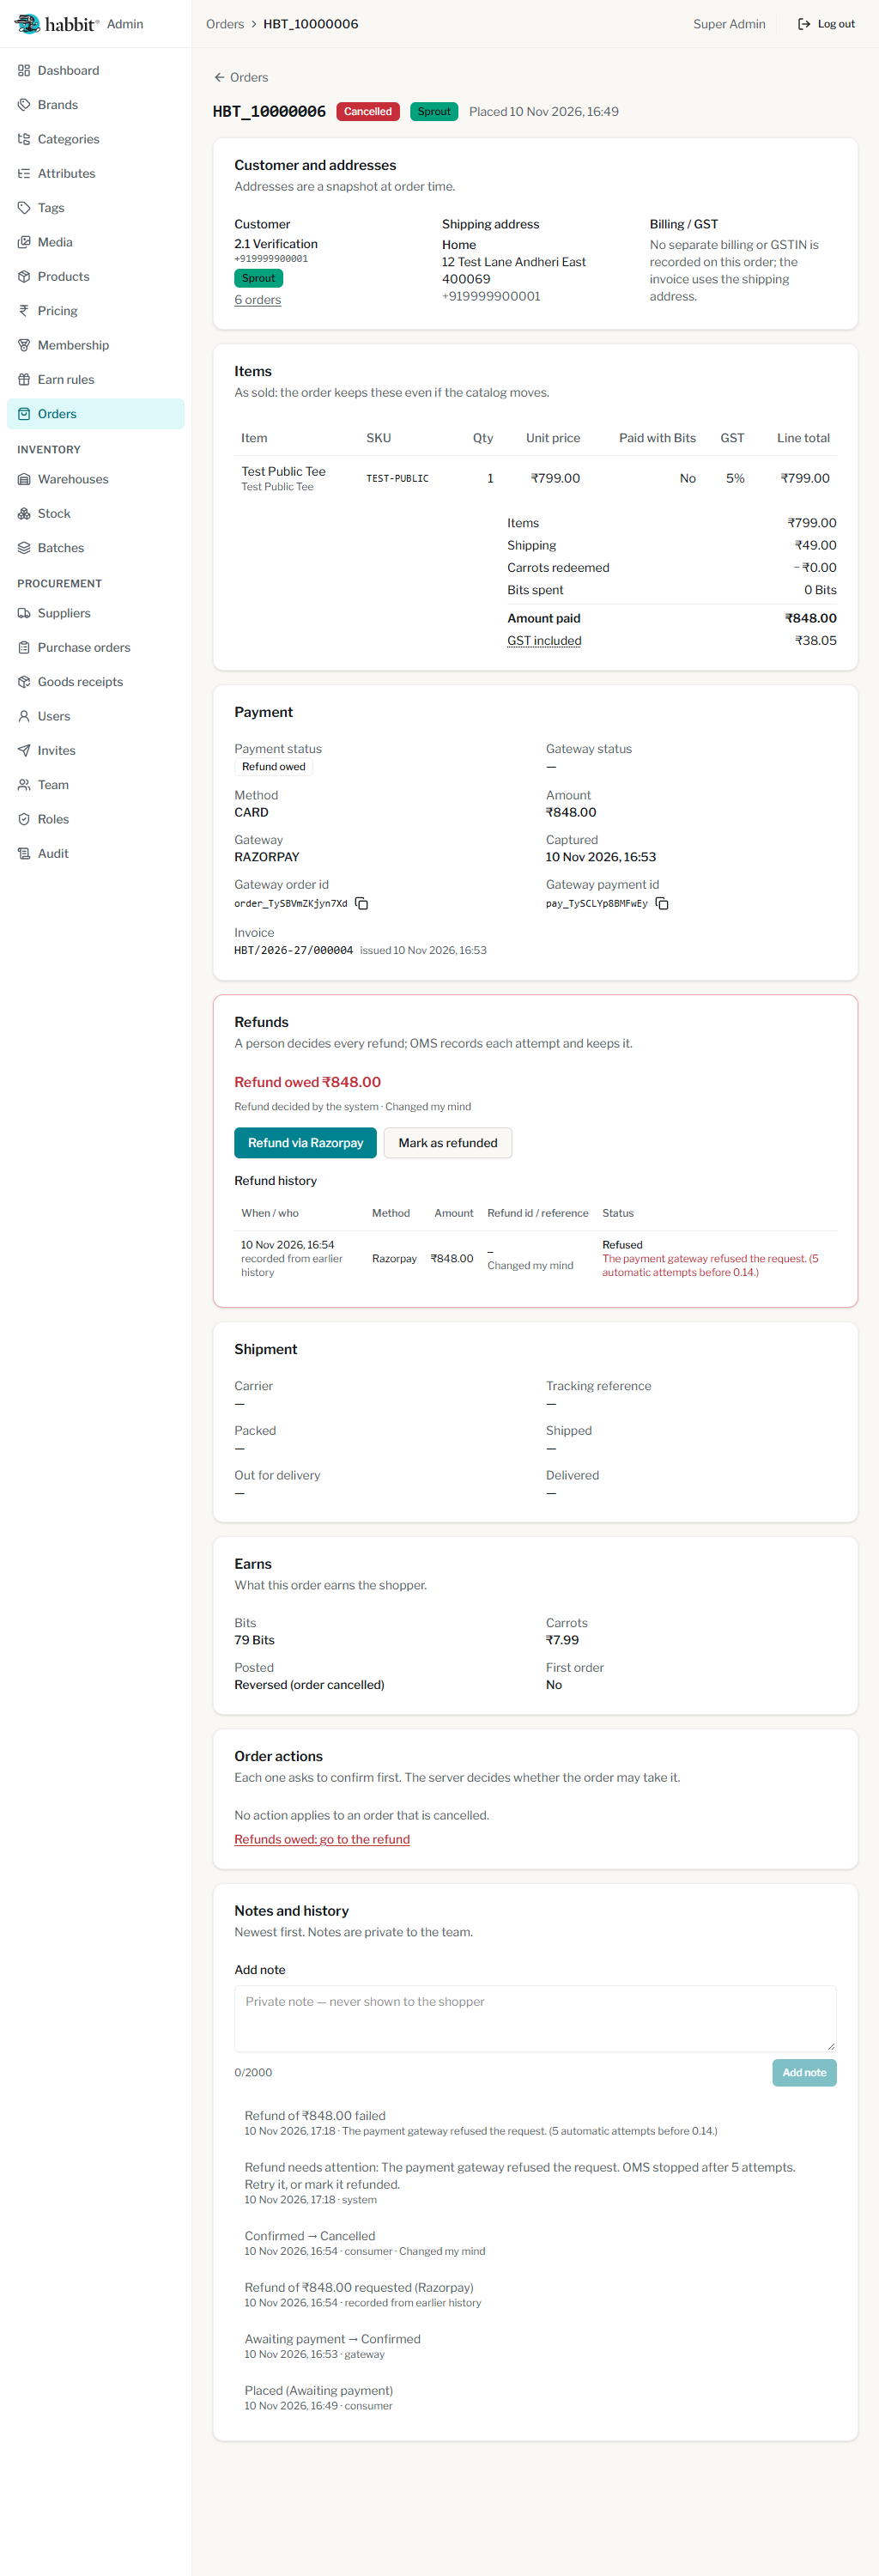 habbit® Admin
Orders > HBT_10000006
Super Admin
Log out
Dashboard
Brands
Categories
Attributes
Tags
Media
Products
Pricing
Membership
Earn rules
Orders
INVENTORY
Warehouses
Stock
Batches
PROCUREMENT
Suppliers
Purchase orders
Goods receipts
Users
Invites
Team
Roles
Audit
← Orders
HBT_10000006 Cancelled Sprout Placed 10 Nov 2026, 16:49
Customer and addresses
Addresses are a snapshot at order time.
Customer
2.1 Verification
+919999900001
Sprout
6 orders
Shipping address
Home
12 Test Lane Andheri East
400069
+919999900001
Billing / GST
No separate billing or GSTIN is
recorded on this order; the
invoice uses the shipping
address.
Items
As sold: the order keeps these even if the catalog moves.
Item SKU Qty Unit price Paid with Bits GST Line total
Test Public Tee TEST-PUBLIC 1 ₹799.00 No 5% ₹799.00
Test Public Tee
Items ₹799.00
Shipping ₹49.00
Carrots redeemed −₹0.00
Bits spent 0 Bits
Amount paid ₹848.00
GST included ₹38.05
Payment
Payment status Gateway status
Refund owed —
Method Amount
CARD ₹848.00
Gateway Captured
RAZORPAY 10 Nov 2026, 16:53
Gateway order id Gateway payment id
order_TySBVmZKjyn7Xd pay_TySCLYp8BMFwEy
Invoice
HBT/2026-27/000004 issued 10 Nov 2026, 16:53
Refunds
A person decides every refund; OMS records each attempt and keeps it.
Refund owed ₹848.00
Refund decided by the system · Changed my mind
Refund via Razorpay Mark as refunded
Refund history
When / who Method Amount Refund id / reference Status
10 Nov 2026, 16:54
recorded from earlier
history
Razorpay ₹848.00
–
Changed my mind
Refused
The payment gateway refused the request. (5
automatic attempts before 0.14.)
Shipment
Carrier Tracking reference
— —
Packed Shipped
— —
Out for delivery Delivered
— —
Earns
What this order earns the shopper.
Bits Carrots
79 Bits ₹7.99
Posted First order
Reversed (order cancelled) No
Order actions
Each one asks to confirm first. The server decides whether the order may take it.
No action applies to an order that is cancelled.
Refunds owed: go to the refund
Notes and history
Newest first. Notes are private to the team.
Add note
Private note — never shown to the shopper
0/2000 Add note
Refund of ₹848.00 failed
10 Nov 2026, 17:18 · The payment gateway refused the request. (5 automatic attempts before 0.14.)
Refund needs attention: The payment gateway refused the request. OMS stopped after 5 attempts.
Retry it, or mark it refunded.
10 Nov 2026, 17:18 · system
Confirmed → Cancelled
10 Nov 2026, 16:54 · consumer · Changed my mind
Refund of ₹848.00 requested (Razorpay)
10 Nov 2026, 16:54 · recorded from earlier history
Awaiting payment → Confirmed
10 Nov 2026, 16:53 · gateway
Placed (Awaiting payment)
10 Nov 2026, 16:49 · consumer